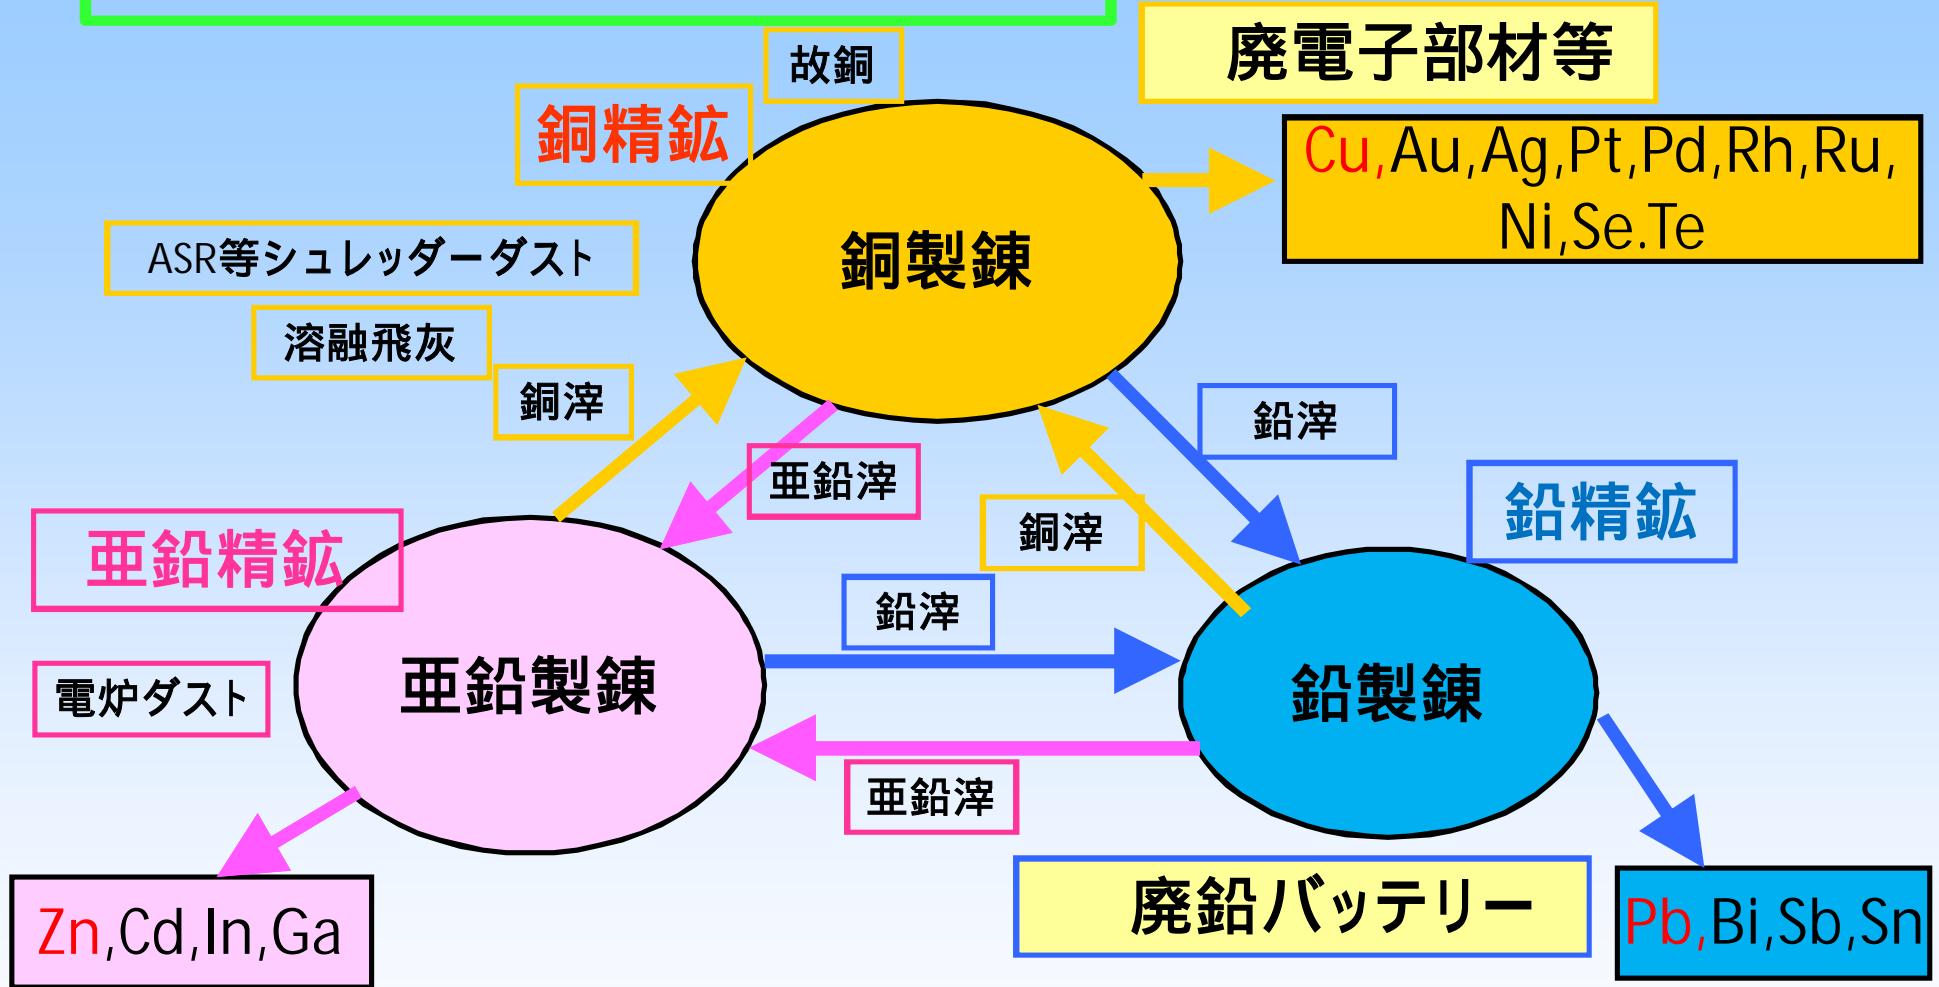 廃電子部材等
故銅
銅精鉱
Cu,Au,Ag,Pt,Pd,Rh,Ru,
Ni,Se.Te
ASR等シュレッダーダスト
銅製錬
溶融飛灰
銅滓
鉛滓
亜鉛滓
鉛精鉱
銅滓
亜鉛精鉱
鉛滓
電炉ダスト
亜鉛製錬
鉛製錬
亜鉛滓
廃鉛バッテリー
Zn,Cd,In,Ga
Pb,Bi,Sb,Sn